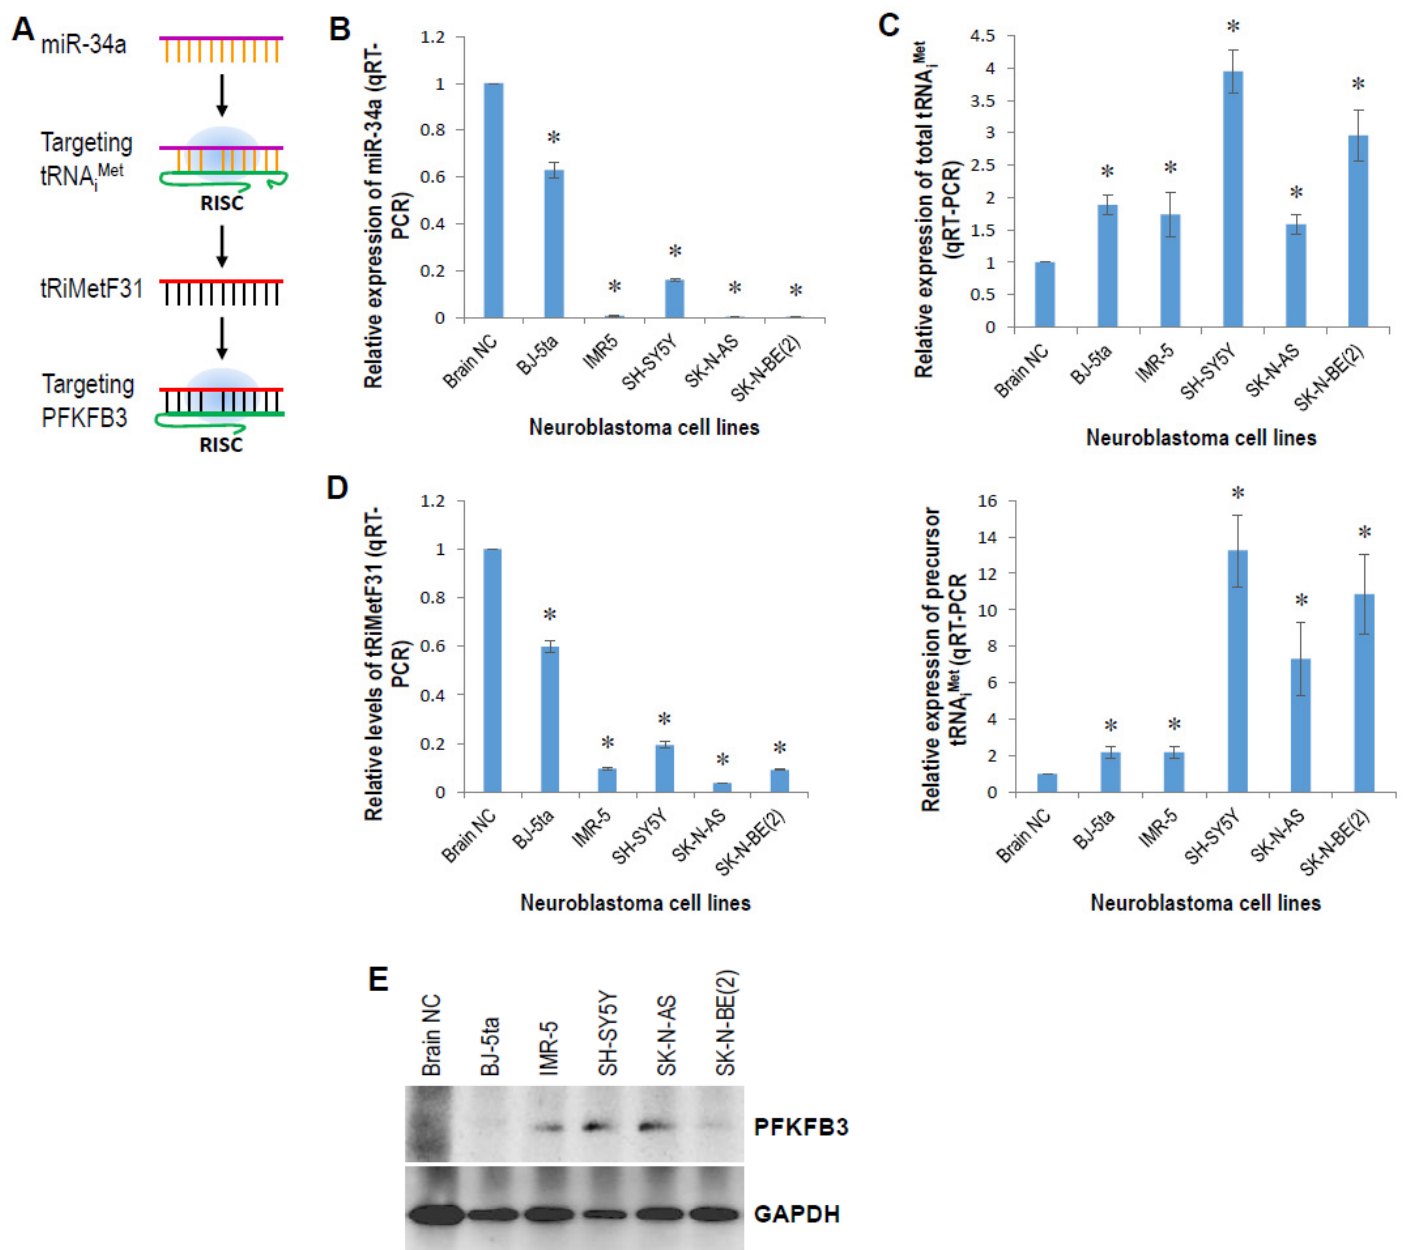 A
miR-34a
Targeting
tRNAiMet
RISC
tRiMetF31
Targeting
PFKFB3
RISC
B
Relative expression of miR-34a (qRT-
PCR)
1.2
1
0.8
0.6
0.4
0.2
0
*
*
*
*
*
Brain NC
BJ-5ta
IMR5
SH-SY5Y
SK-N-AS
SK-N-BE(2)
Neuroblastoma cell lines
C
Relative expression of total tRNAiMet
(qRT-PCR)
4.5
4
3.5
3
2.5
2
1.5
1
0.5
0
*
*
*
*
*
Brain NC
BJ-5ta
IMR-5
SH-SY5Y
SK-N-AS
SK-N-BE(2)
Neuroblastoma cell lines
D
Relative levels of tRiMetF31 (qRT-
PCR)
1.2
1
0.8
0.6
0.4
0.2
0
*
*
*
*
*
Brain NC
BJ-5ta
IMR-5
SH-SY5Y
SK-N-AS
SK-N-BE(2)
Neuroblastoma cell lines
Relative expression of precursor
tRNAiMet (qRT-PCR
16
14
12
10
8
6
4
2
0
*
*
*
*
*
Brain NC
BJ-5ta
IMR-5
SH-SY5Y
SK-N-AS
SK-N-BE(2)
Neuroblastoma cell lines
E
Brain NC
BJ-5ta
IMR-5
SH-SY5Y
SK-N-AS
SK-N-BE(2)
PFKFB3
GAPDH